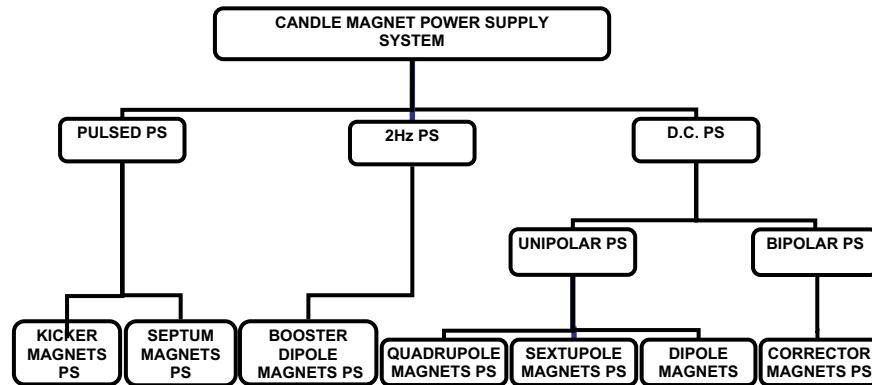 CANDLE MAGNET POWER SUPPLY
SYSTEM
PULSED PS
2Hz PS
D.C. PS
UNIPOLAR PS
BIPOLAR PS
KICKER
MAGNETS
PS
SEPTUM
MAGNETS
PS
BOOSTER
DIPOLE
MAGNETS PS
QUADRUPOLE
MAGNETS PS
SEXTUPOLE
MAGNETS PS
DIPOLE
MAGNETS
CORRECTOR
MAGNETS PS